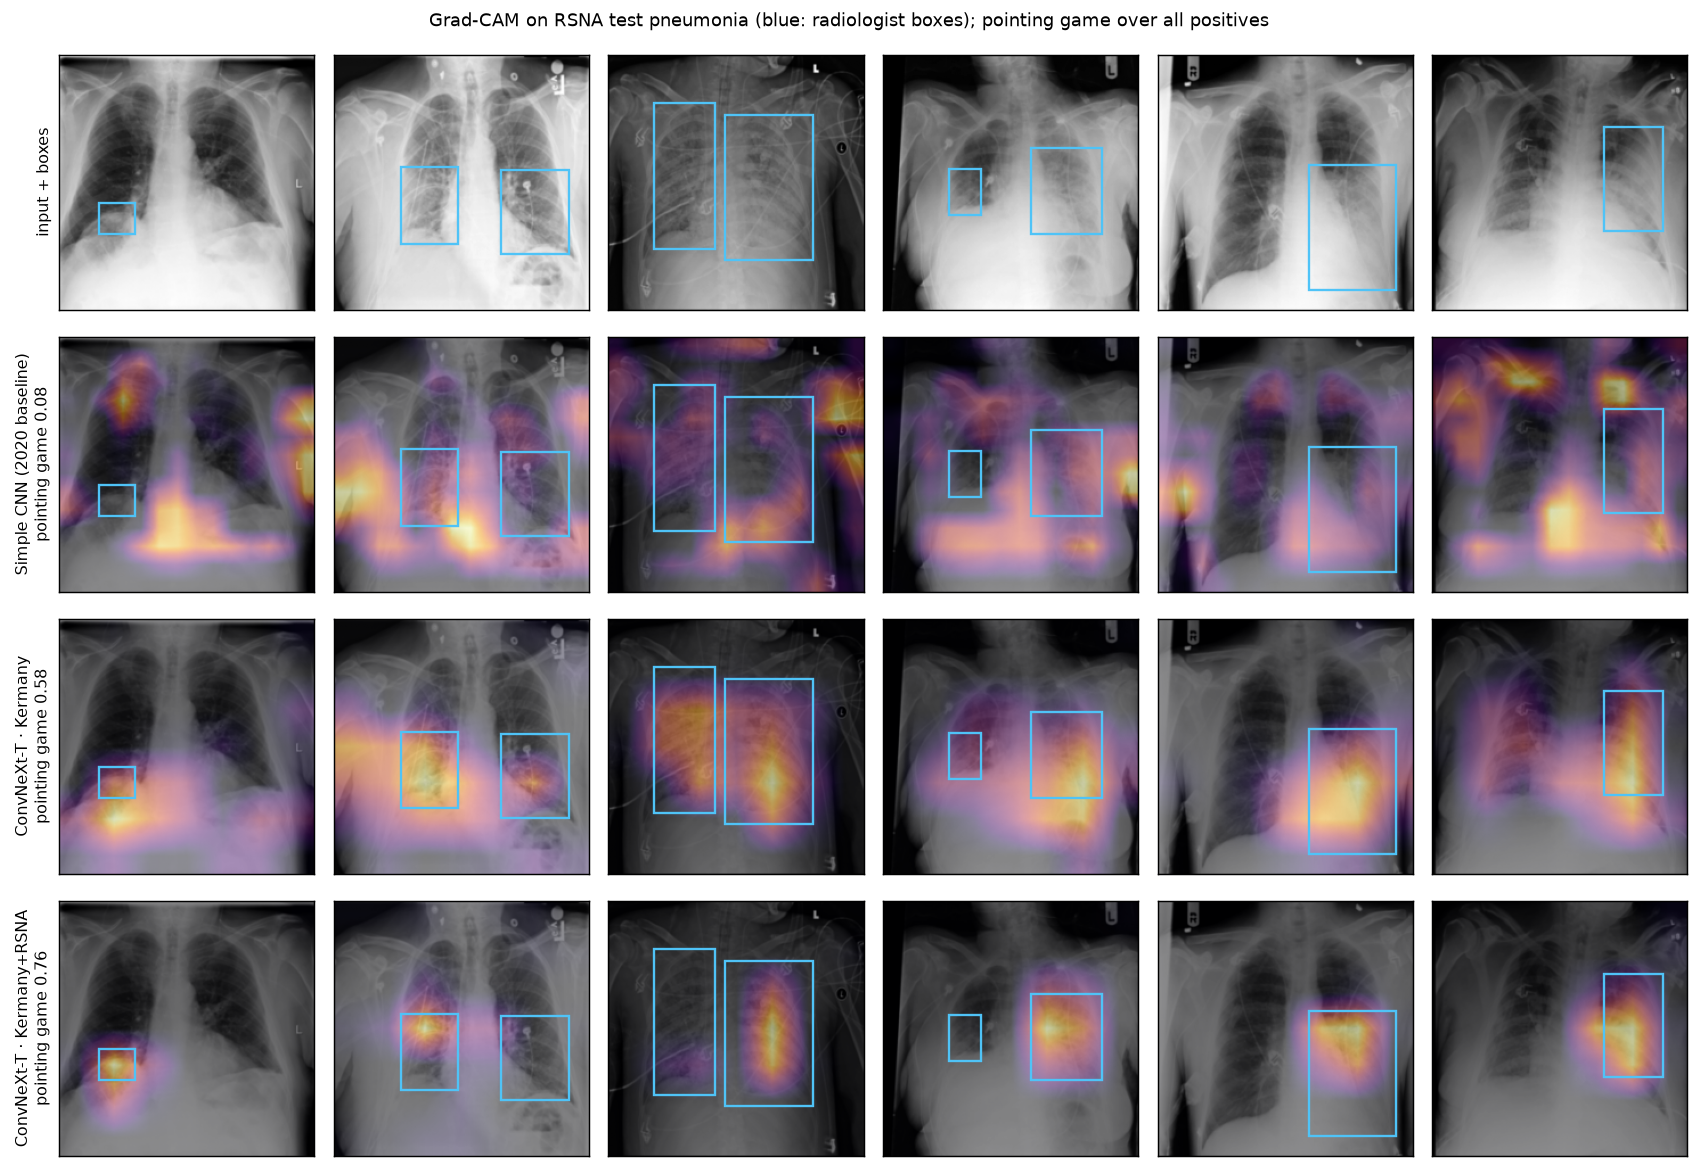 Grad-CAM on RSNA test pneumonia (blue: radiologist boxes); pointing game over all positives
input + boxes
L
L
L
Simple CNN (2020 baseline)
pointing game 0.08
L
L
L
ConvNeXt-T · Kermany
pointing game 0.58
L
L
L
ConvNeXt-T · Kermany+RSNA
pointing game 0.76
L
L
L